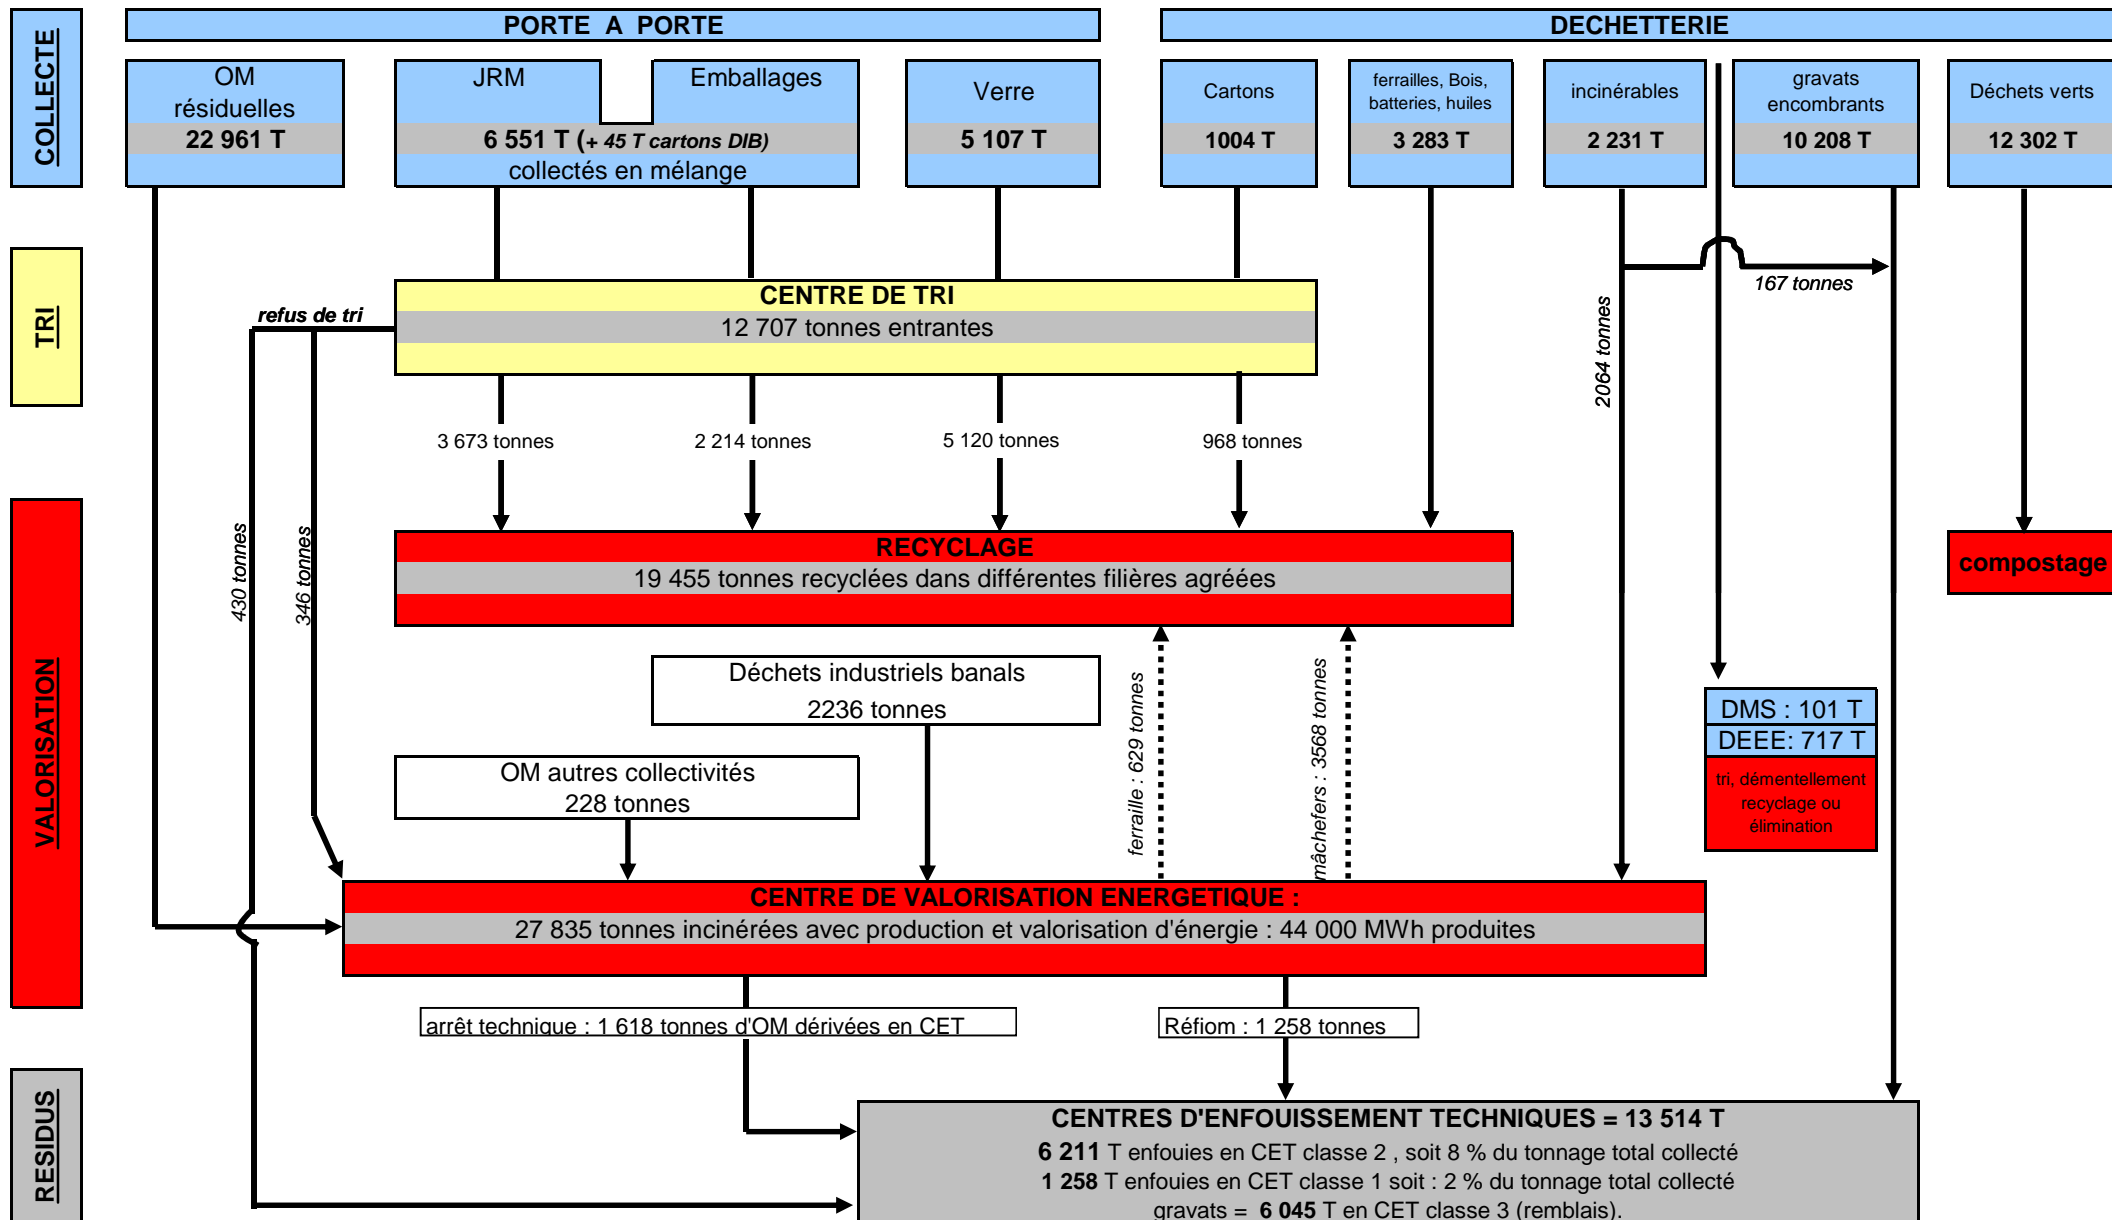 COLLECTE
PORTE A PORTE
DECHETTERIE
OM
résiduelles
22 961 T
JRM
Emballages
6 551 T (+ 45 T cartons DIB)
collectés en mélange
Verre
5 107 T
Cartons
1004 T
ferrailles, Bois,
batteries, huiles
3 283 T
incinérables
2 231 T
gravats
encombrants
10 208 T
Déchets verts
12 302 T
TRI
refus de tri
CENTRE DE TRI
12 707 tonnes entrantes
167 tonnes
2064 tonnes
3 673 tonnes
2 214 tonnes
5 120 tonnes
968 tonnes
VALORISATION
430 tonnes
346 tonnes
RECYCLAGE
19 455 tonnes recyclées dans différentes filières agréées
compostage
Déchets industriels banals
2236 tonnes
OM autres collectivités
228 tonnes
ferraille : 629 tonnes
mâchefers : 3568 tonnes
DMS : 101 T
DEEE: 717 T
tri, démentellement
recyclage ou
élimination
CENTRE DE VALORISATION ENERGETIQUE :
27 835 tonnes incinérées avec production et valorisation d'énergie : 44 000 MWh produites
arrêt technique : 1 618 tonnes d'OM dérivées en CET
Réfiom : 1 258 tonnes
RESIDUS
CENTRES D'ENFOUISSEMENT TECHNIQUES = 13 514 T
6 211 T enfouies en CET classe 2 , soit 8 % du tonnage total collecté
1 258 T enfouies en CET classe 1 soit : 2 % du tonnage total collecté
gravats = 6 045 T en CET classe 3 (remblais).